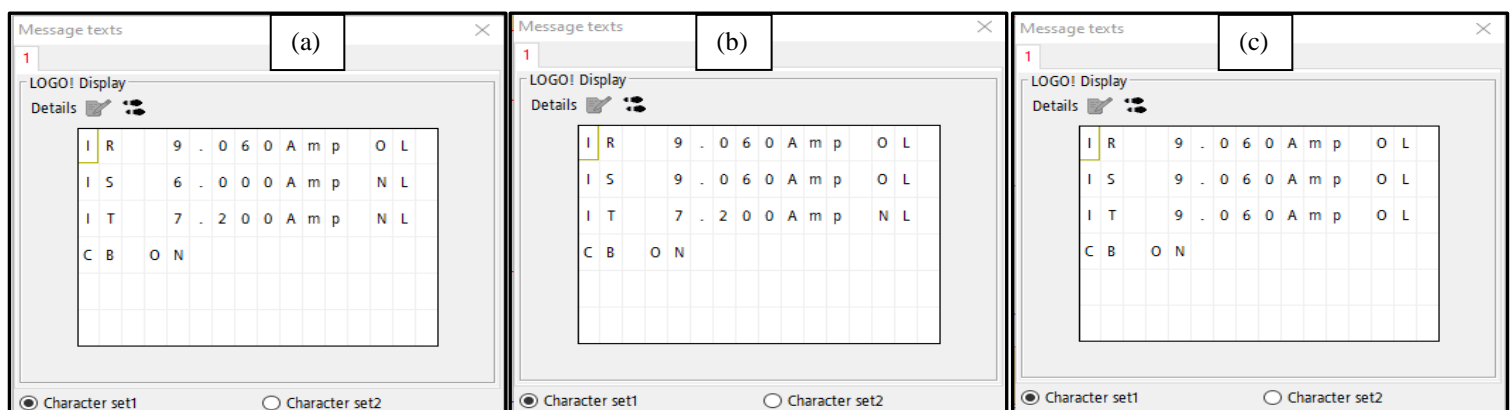 Message texts
(a)
1
LOGO! Display
Details
IR 9.060Amp OL
IS 6.000Amp NL
IT 7.200Amp NL
CB ON
Character set1 Character set2
Message texts
(b)
1
LOGO! Display
Details
IR 9.060Amp OL
IS 9.060Amp OL
IT 7.200Amp NL
CB ON
Character set1 Character set2
Message texts
(c)
1
LOGO! Display
Details
IR 9.060Amp OL
IS 9.060Amp OL
IT 9.060Amp OL
CB ON
Character set1 Character set2